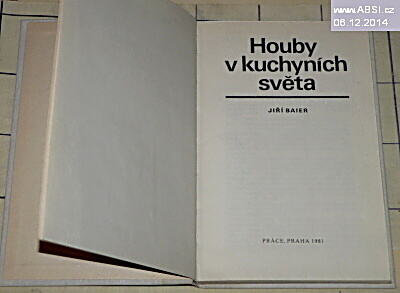 www.ABSI.cz
06.12.2014
Houby
v kuchyních
světa
JIŘÍ BAIER
PRÁCE, PRAHA 1981